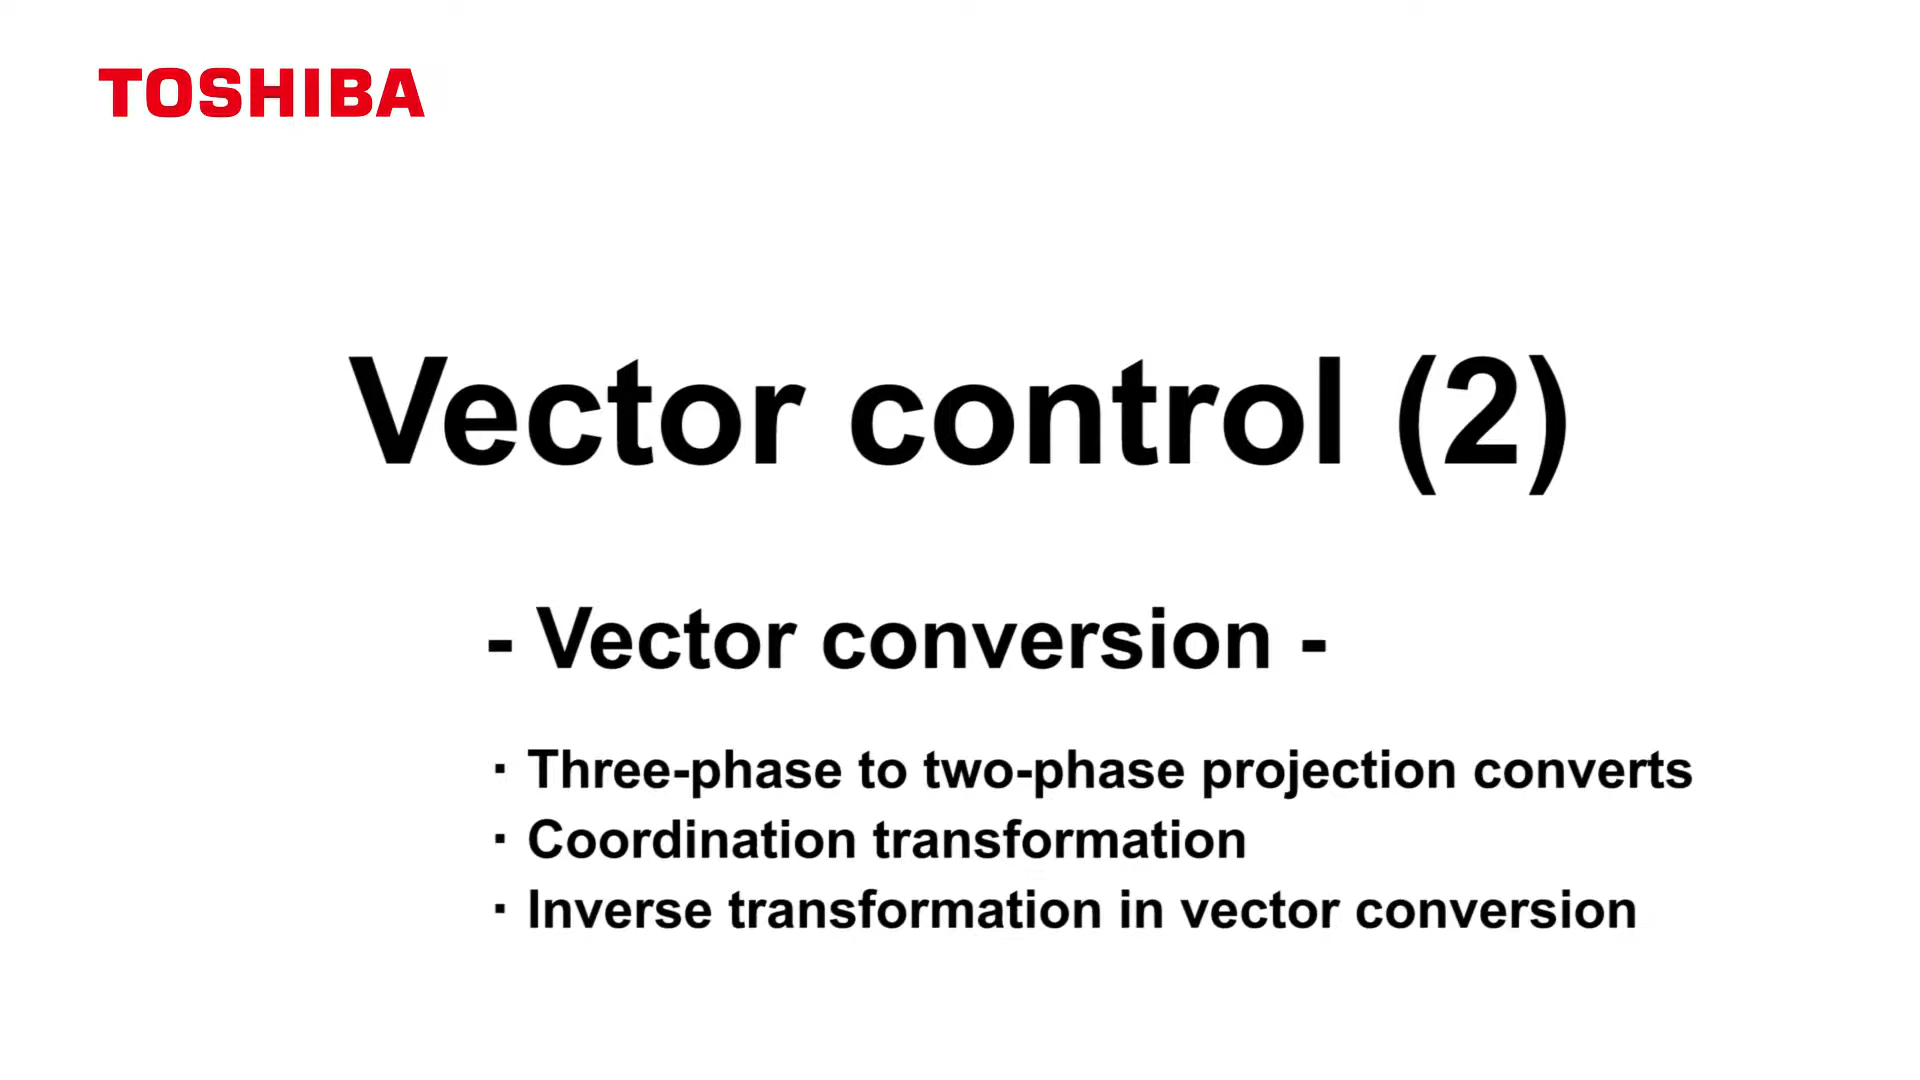 TOSHIBA
Vector control (2)
- Vector conversion -
・Three-phase to two-phase projection converts
・Coordination transformation
・Inverse transformation in vector conversion